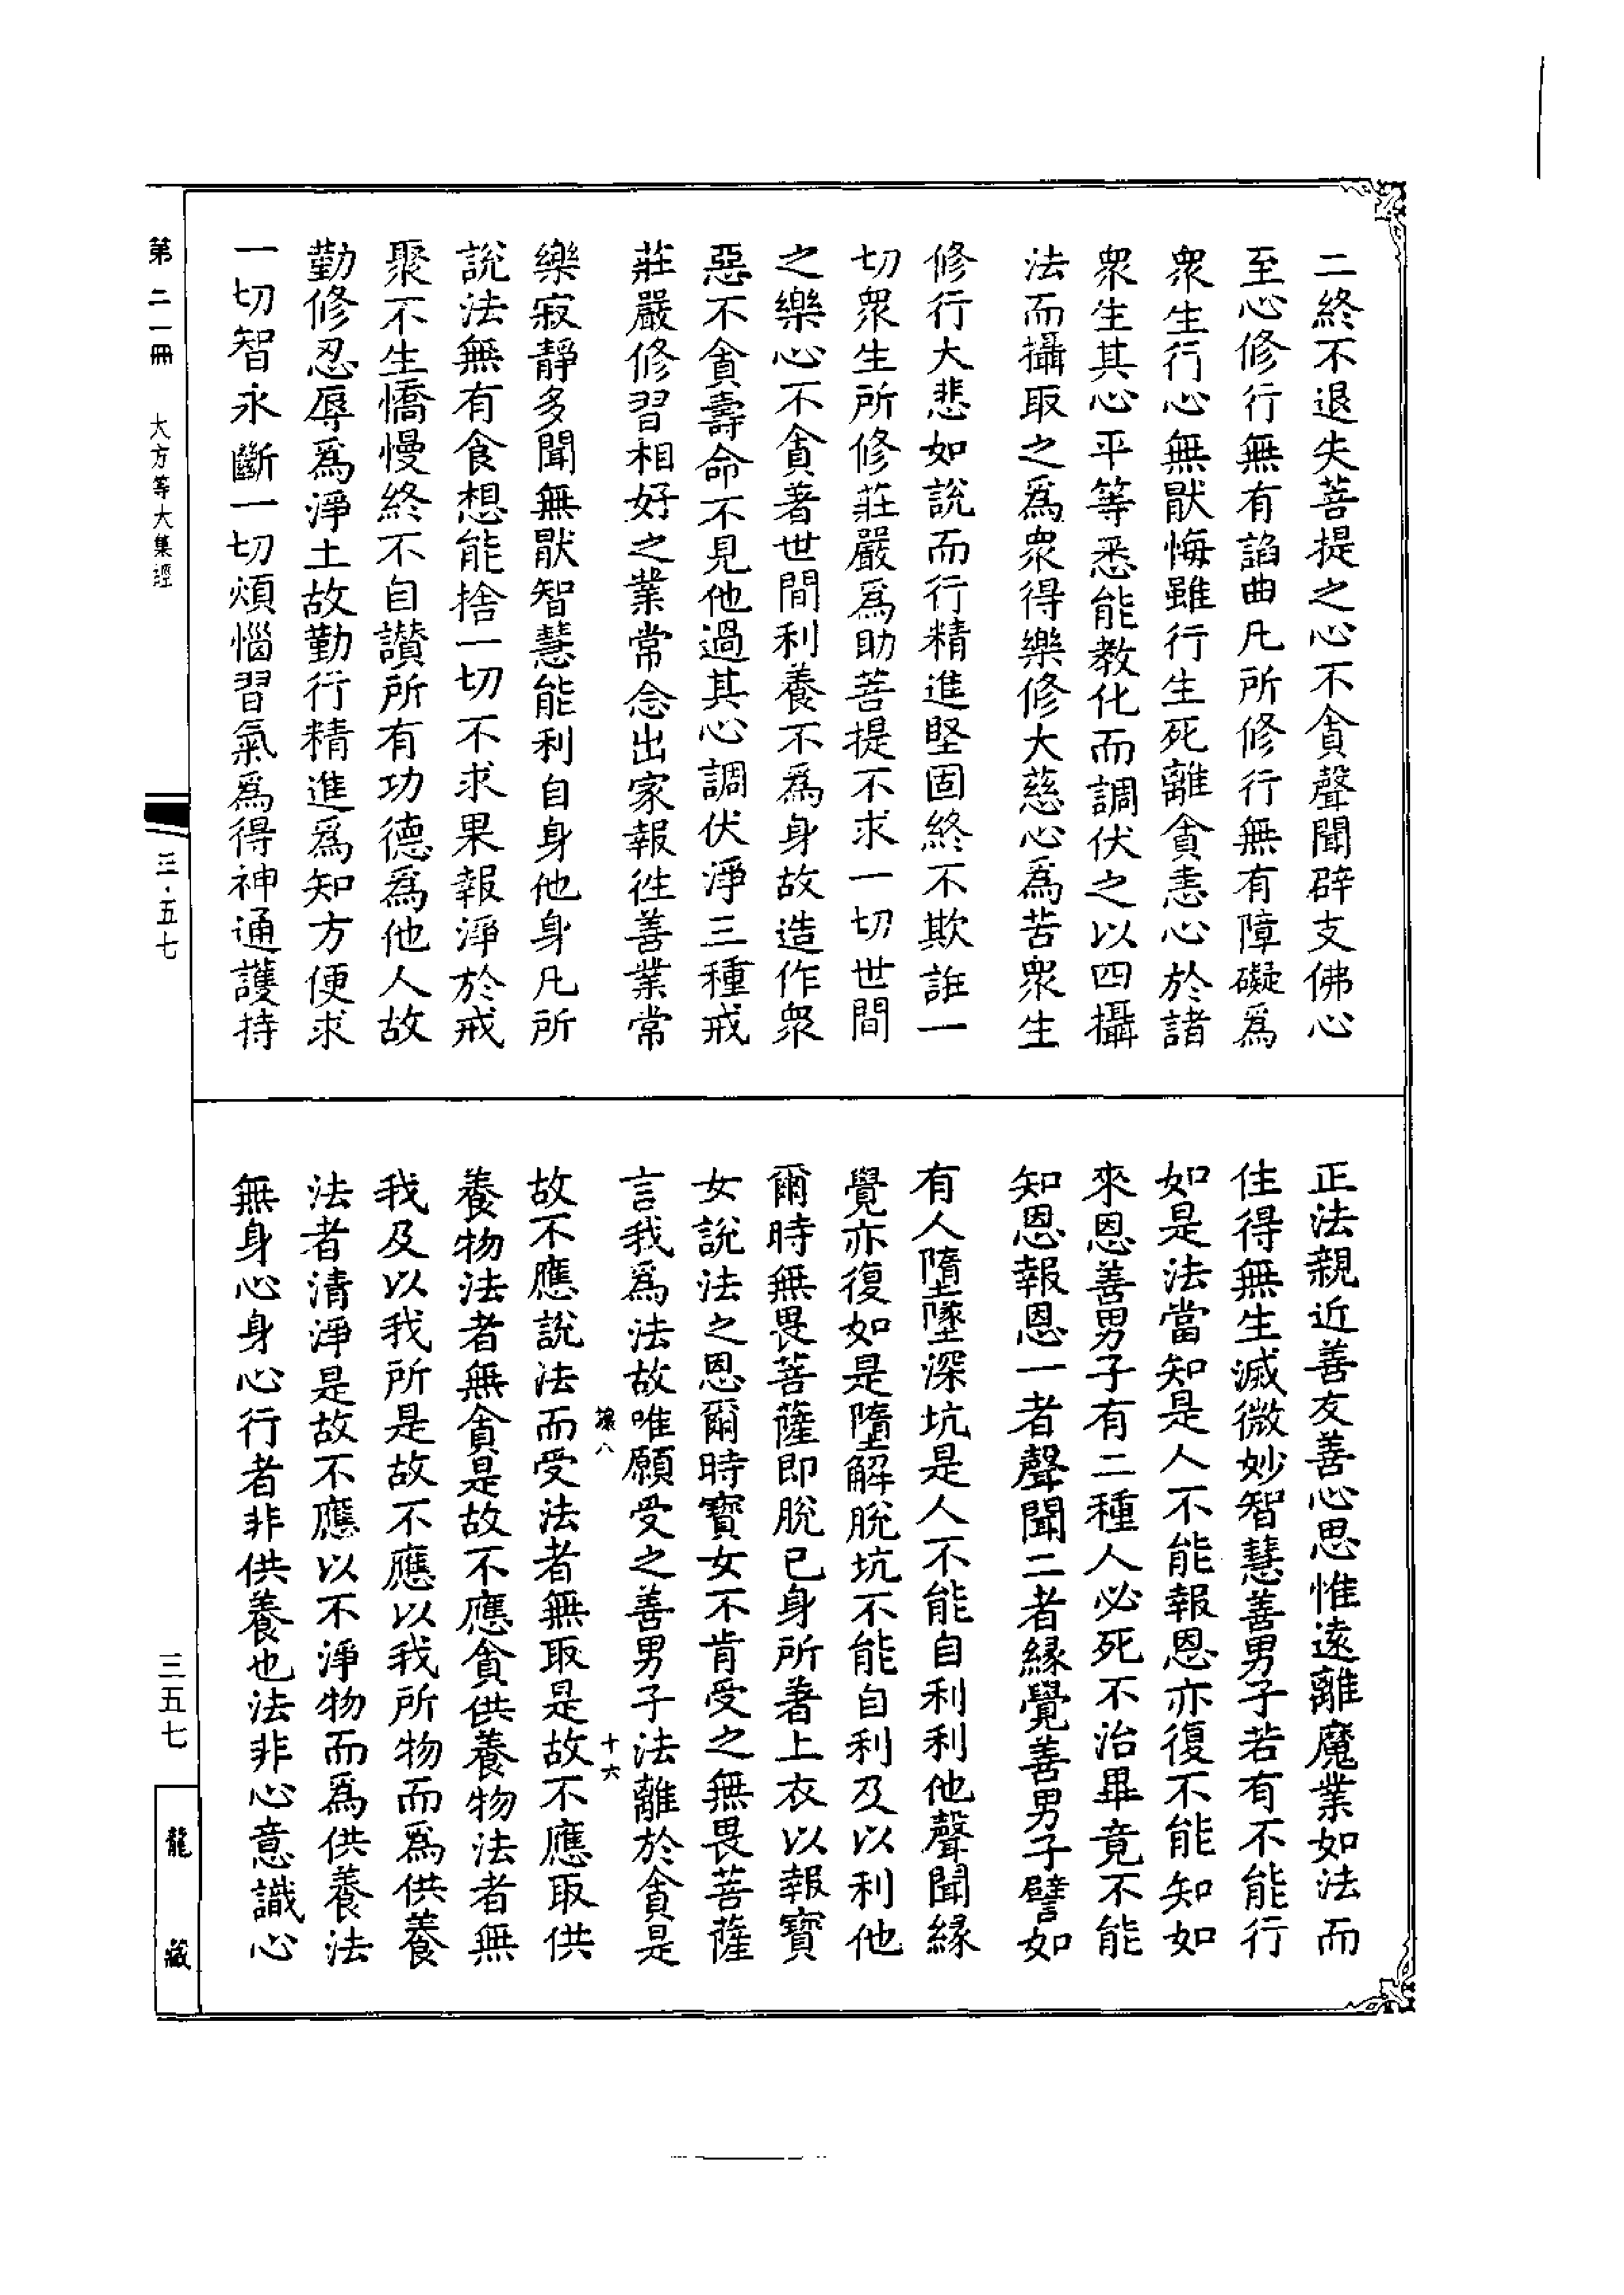 二終不退失菩提之心不貪聲聞辟支佛心
至心修行無有諂曲凡所修行無有障礙爲
衆生行心無猒悔雖行生死離貪恚心於諸
衆生其心平等悉能教化而調伏之以四攝
法而攝取之爲衆得樂修大慈心爲苦衆生
修行大悲如說而行精進堅固終不欺誑一
切衆生所修莊嚴爲助菩提不求一切世間
之樂心不貪著世間利養不爲身故造作衆
惡不貪壽命不見他過其心調伏淨三種戒
莊嚴修習相好之業常念出家報徃善業常
樂寂靜多聞無猒智慧能利自身他身凡所
說法無有食想能捨一切不求果報淨於戒
聚不生憍慢終不自讃所有功德爲他人故
勤修忍辱爲淨土故勤行精進爲知方便求
一切智永斷一切煩惱習氣爲得神通護持
正法親近善友善心思惟遠離魔業如法而
住得無生滅微妙智慧善男子若有不能行
如是法當知是人不能報恩亦復不能知如
來恩善男子有二種人必死不治畢竟不能
知恩報恩一者聲聞二者緣覺善男子譬如
有人墮墜深坑是人不能自利利他聲聞緣
覺亦復如是墮解脫坑不能自利及以利他
爾時無畏菩薩即脫已身所著上衣以報寶
女說法之恩爾時寶女不肯受之無畏菩薩
言我爲法故唯願受之善男子法離於貪是
讓八 十六
故不應說法而受法者無取是故不應取供
養物法者無貪是故不應貪供養物法者無
我及以我所是故不應以我所物而爲供養
法者清淨是故不應以不淨物而爲供養法
無身心身心行者非供養也法非心意識心
第二一冊 大方等大集經
三·五七
三五七
龍藏